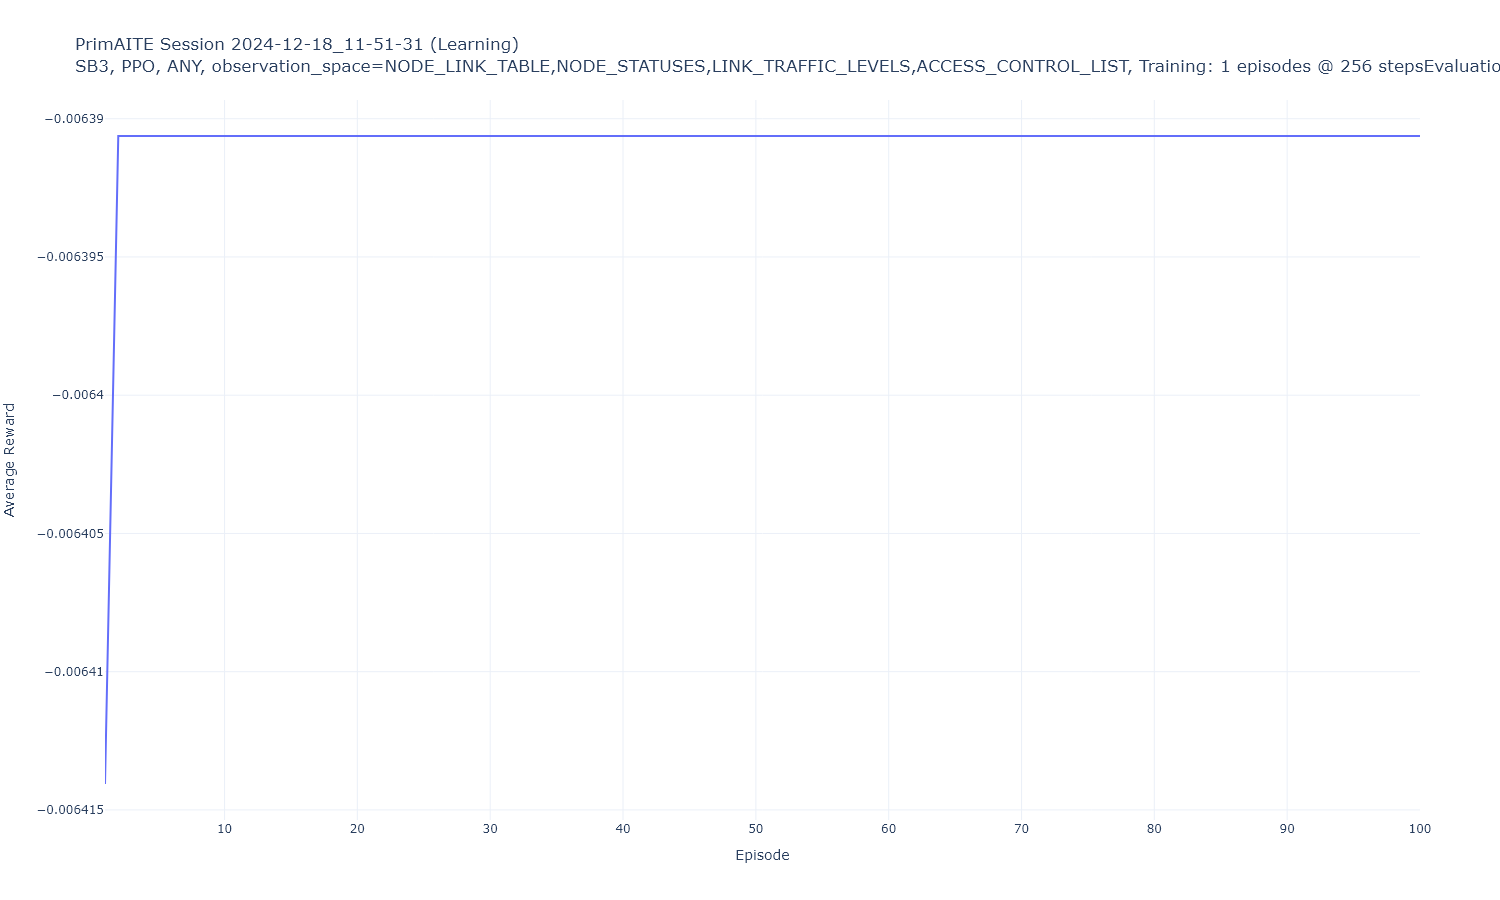 PrimAITE Session 2024-12-18_11-51-31 (Learning)
SB3, PPO, ANY, observation_space=NODE_LINK_TABLE,NODE_STATUSES,LINK_TRAFFIC_LEVELS,ACCESS_CONTROL_LIST, Training: 1 episodes @ 256 stepsEvaluatio
−0.00639
−0.006395
−0.0064
−0.006405
−0.00641
−0.006415
Average Reward
10 20 30 40 50 60 70 80 90 100
Episode